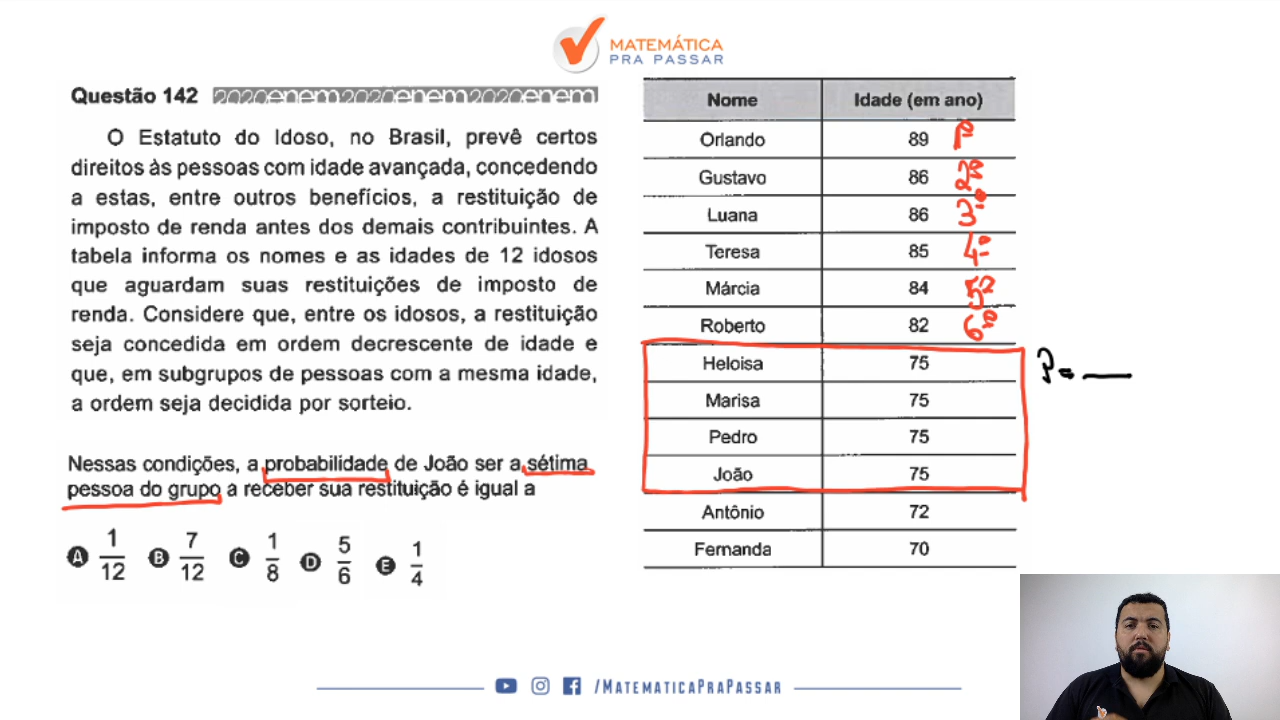 MATEMÁTICA
PRA PASSAR
Questão 142 2020enem2020enem2020enem
O Estatuto do Idoso, no Brasil, prevê certos
direitos às pessoas com idade avançada, concedendo
a estas, entre outros benefícios, a restituição de
imposto de renda antes dos demais contribuintes. A
tabela informa os nomes e as idades de 12 idosos
que aguardam suas restituições de imposto de
renda. Considere que, entre os idosos, a restituição
seja concedida em ordem decrescente de idade e
que, em subgrupos de pessoas com a mesma idade,
a ordem seja decidida por sorteio.
Nessas condições, a probabilidade de João ser a sétima
pessoa do grupo a receber sua restituição é igual a
A 1/12 B 7/12 C 1/8 D 5/6 E 1/4
Nome Idade (em ano)
Orlando 89 1º
Gustavo 86 2º
Luana 86 3º
Teresa 85 4º
Márcia 84 5º
Roberto 82 6º
Heloisa 75
Marisa 75
Pedro 75
João 75
Antônio 72
Fernanda 70
P=
/MatematicaPraPassar